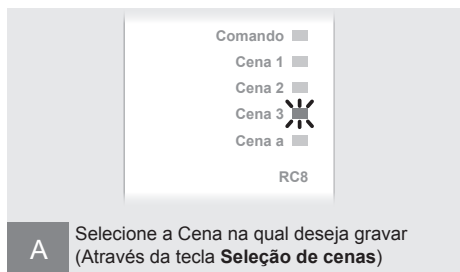 Comando
Cena 1
Cena 2
Cena 3
Cena a
RC8
A
Selecione a Cena na qual deseja gravar
(Através da tecla Seleção de cenas)